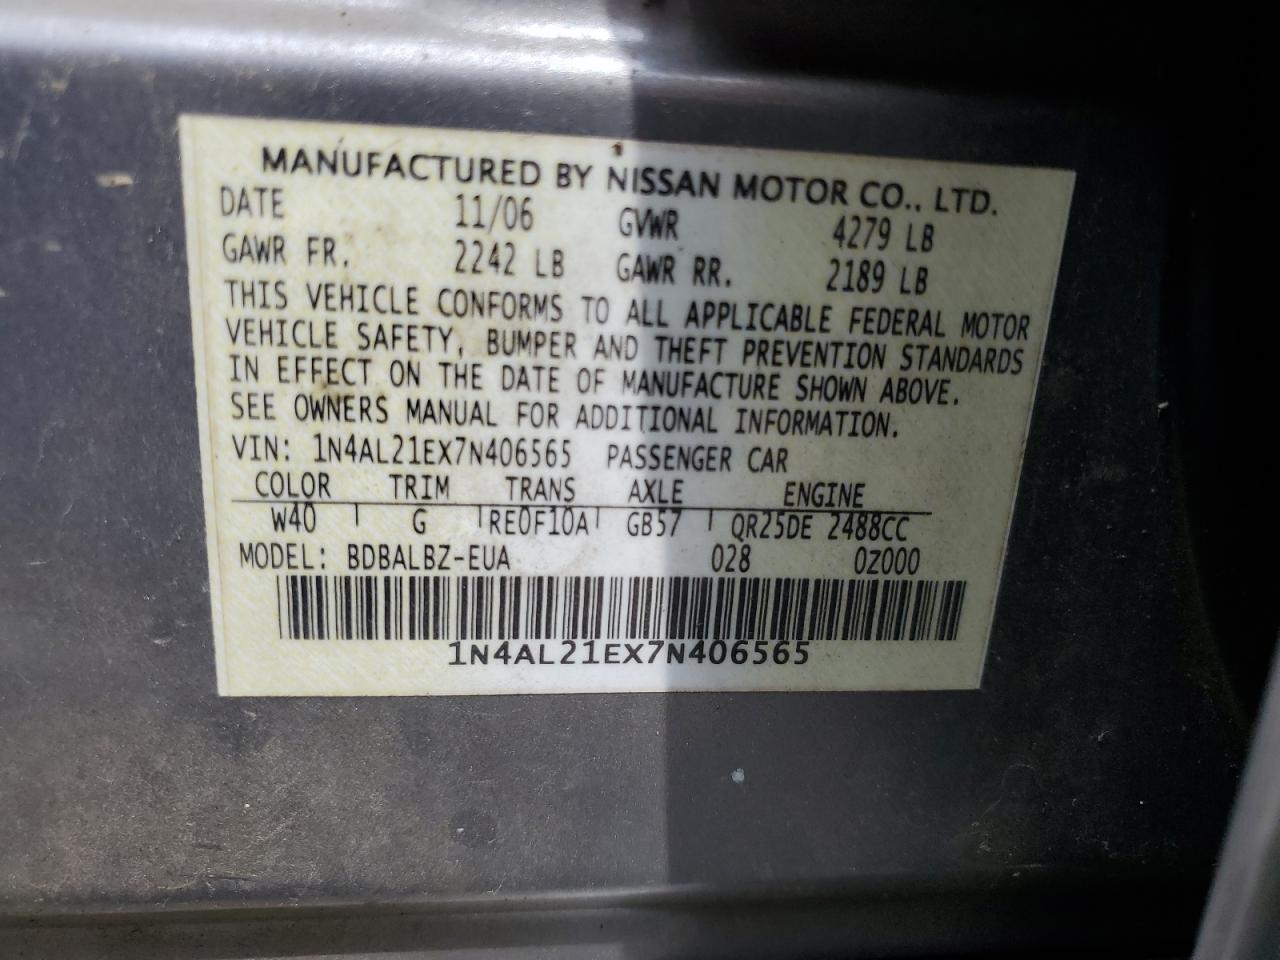 MANUFACTURED BY NISSAN MOTOR CO., LTD.
DATE 11/06 GVWR 4279 LB
GAWR FR. 2242 LB GAWR RR. 2189 LB
THIS VEHICLE CONFORMS TO ALL APPLICABLE FEDERAL MOTOR
VEHICLE SAFETY, BUMPER AND THEFT PREVENTION STANDARDS
IN EFFECT ON THE DATE OF MANUFACTURE SHOWN ABOVE.
SEE OWNERS MANUAL FOR ADDITIONAL INFORMATION.
VIN: 1N4AL21EX7N406565 PASSENGER CAR
COLOR TRIM TRANS AXLE ENGINE
W40 G RE0F10A GB57 QR25DE 2488CC
MODEL: BDBALBZ-EUA 028 0Z000
1N4AL21EX7N406565